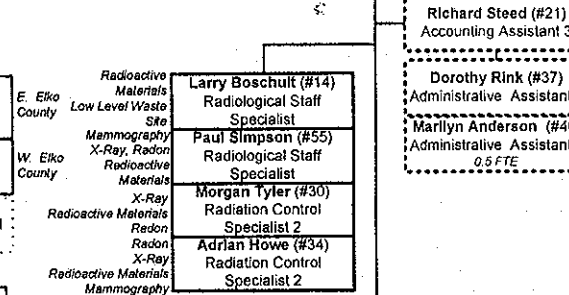 E. Elko
County
W. Elko
County
Radioactive
Materials
Low Level Waste
Site
Mammography
X-Ray, Radon
Radioactive
Materials
X-Ray
Radioactive Materials
Radon
Radon
X-Ray
Radioactive Materials
Mammography
Larry Boschult (#14)
Radiological Staff
Specialist
Paul Simpson (#55)
Radiological Staff
Specialist
Morgan Tyler (#30)
Radiation Control
Specialist 2
Adrian Howe (#34)
Radiation Control
Specialist 2
Richard Steed (#21)
Accounting Assistant 3
Dorothy Rink (#37)
Administrative Assistant
Marilyn Anderson (#4
Administrative Assistant
0.5 FTE